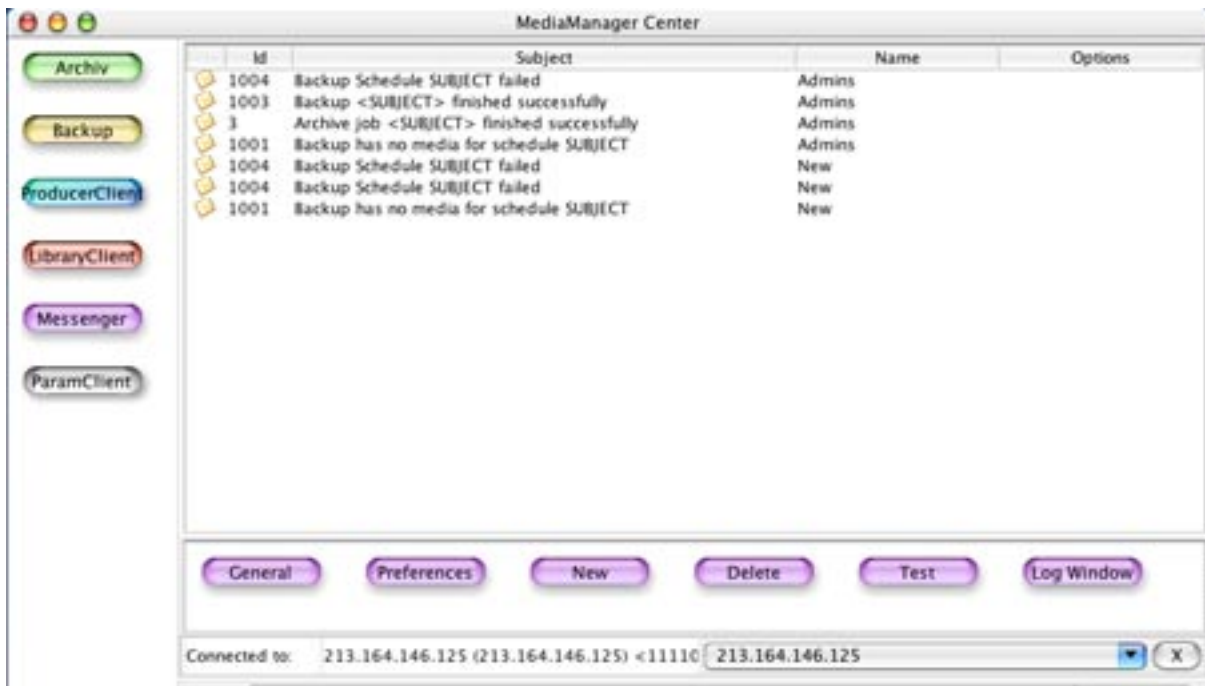 MediaManager Center
Archiv
Backup
ProducerClient
LibraryClient
Messenger
ParamClient
Id Subject Name Options
1004 Backup Schedule SUBJECT failed Admins
1003 Backup <SUBJECT> finished successfully Admins
3 Archive job <SUBJECT> finished successfully Admins
1001 Backup has no media for schedule SUBJECT Admins
1004 Backup Schedule SUBJECT failed New
1004 Backup Schedule SUBJECT failed New
1001 Backup has no media for schedule SUBJECT New
General Preferences New Delete Test Log Window
Connected to: 213.164.146.125 (213.164.146.125) <11110 213.164.146.125 X